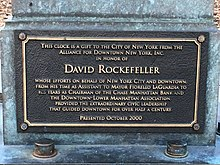 THIS CLOCK IS A GIFT TO THE CITY OF NEW YORK FROM THE
ALLIANCE FOR DOWNTOWN NEW YORK, INC.
IN HONOR OF
DAVID ROCKEFELLER
WHOSE EFFORTS ON BEHALF OF NEW YORK CITY AND DOWNTOWN,
FROM HIS TIME AS ASSISTANT TO MAYOR FIORELLO LAGUARDIA TO
HIS YEARS AS CHAIRMAN OF THE CHASE MANHATTAN BANK AND
THE DOWNTOWN-LOWER MANHATTAN ASSOCIATION,
PROVIDED THE EXTRAORDINARY CIVIC LEADERSHIP
THAT GUIDED DOWNTOWN FOR OVER HALF A CENTURY
PRESENTED OCTOBER 2000